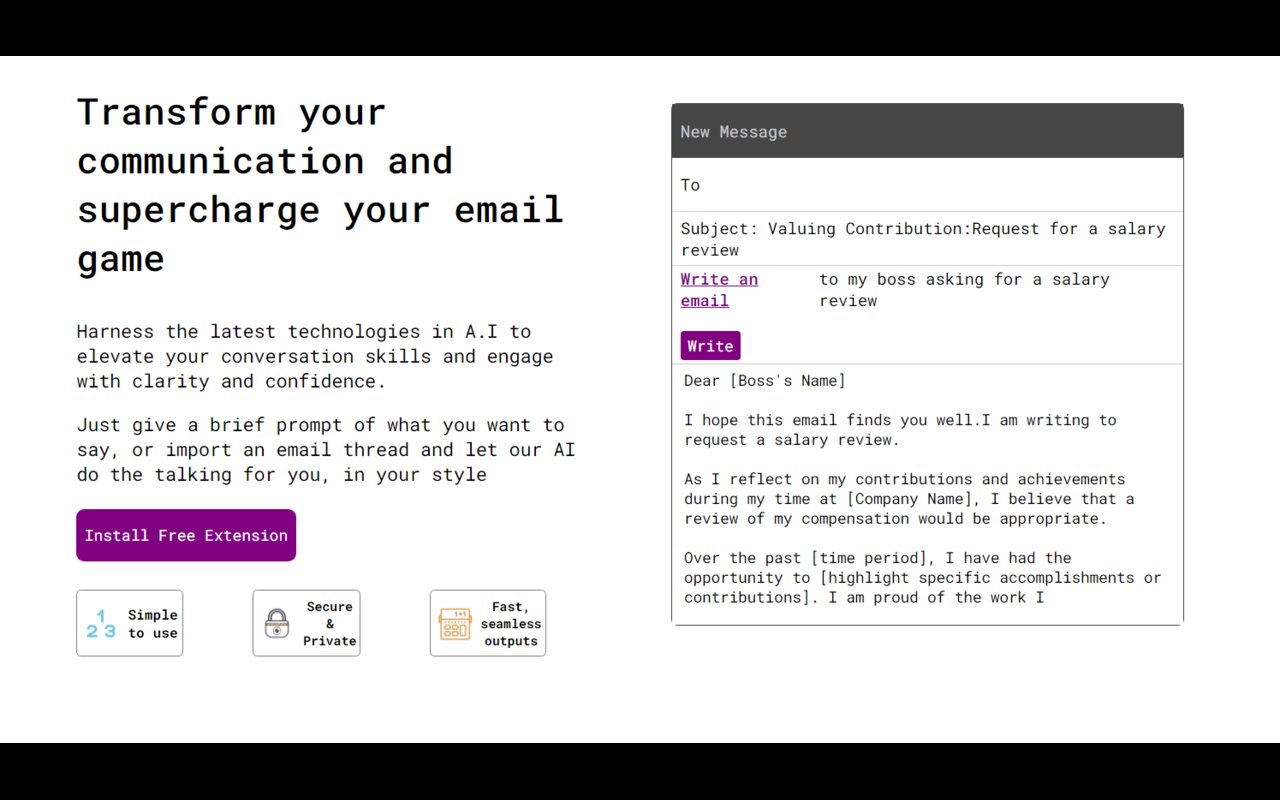 Transform your
communication and
supercharge your email
game
Harness the latest technologies in A.I to
elevate your conversation skills and engage
with clarity and confidence.
Just give a brief prompt of what you want to
say, or import an email thread and let our AI
do the talking for you, in your style
Install Free Extension
1
2 3
Simple
to use
Secure
&
Private
1+1
Fast,
seamless
outputs
New Message
To
Subject: Valuing Contribution:Request for a salary
review
Write an
email
to my boss asking for a salary
review
Write
Dear [Boss's Name]
I hope this email finds you well.I am writing to
request a salary review.
As I reflect on my contributions and achievements
during my time at [Company Name], I believe that a
review of my compensation would be appropriate.
Over the past [time period], I have had the
opportunity to [highlight specific accomplishments or
contributions]. I am proud of the work I